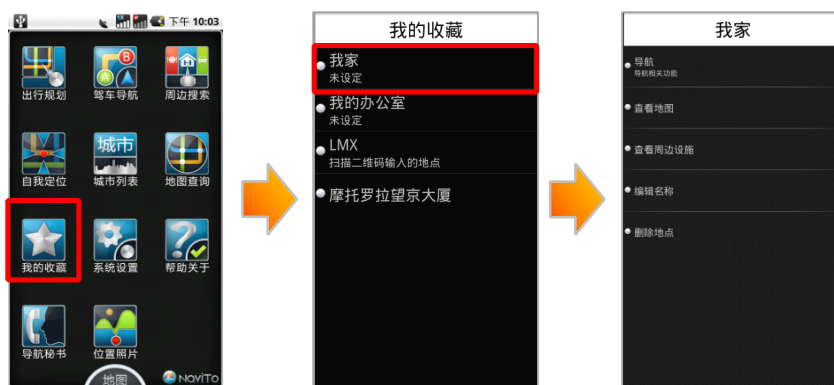 下午 10:03
出行规划
驾车导航
周边搜索
城市
自我定位
城市列表
地图查询
我的收藏
系统设置
帮助关于
导航秘书
位置照片
地图
NaviTo
我的收藏
我家
未设定
我的办公室
未设定
LMX
扫描二维码输入的地点
摩托罗拉望京大厦
我家
导航
导航相关功能
查看地图
查看周边设施
编辑名称
删除地点